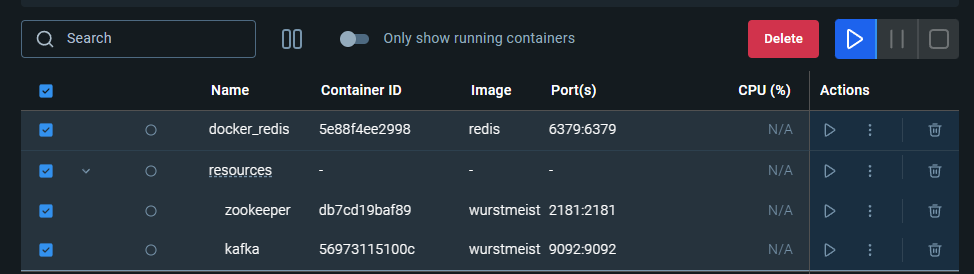 Search Only show running containers Delete
Name Container ID Image Port(s) CPU (%) Actions
docker_redis 5e88f4ee2998 redis 6379:6379 N/A
resources - - -
zookeeper db7cd19baf89 wurstmeist 2181:2181 N/A
kafka 56973115100c wurstmeist 9092:9092 N/A